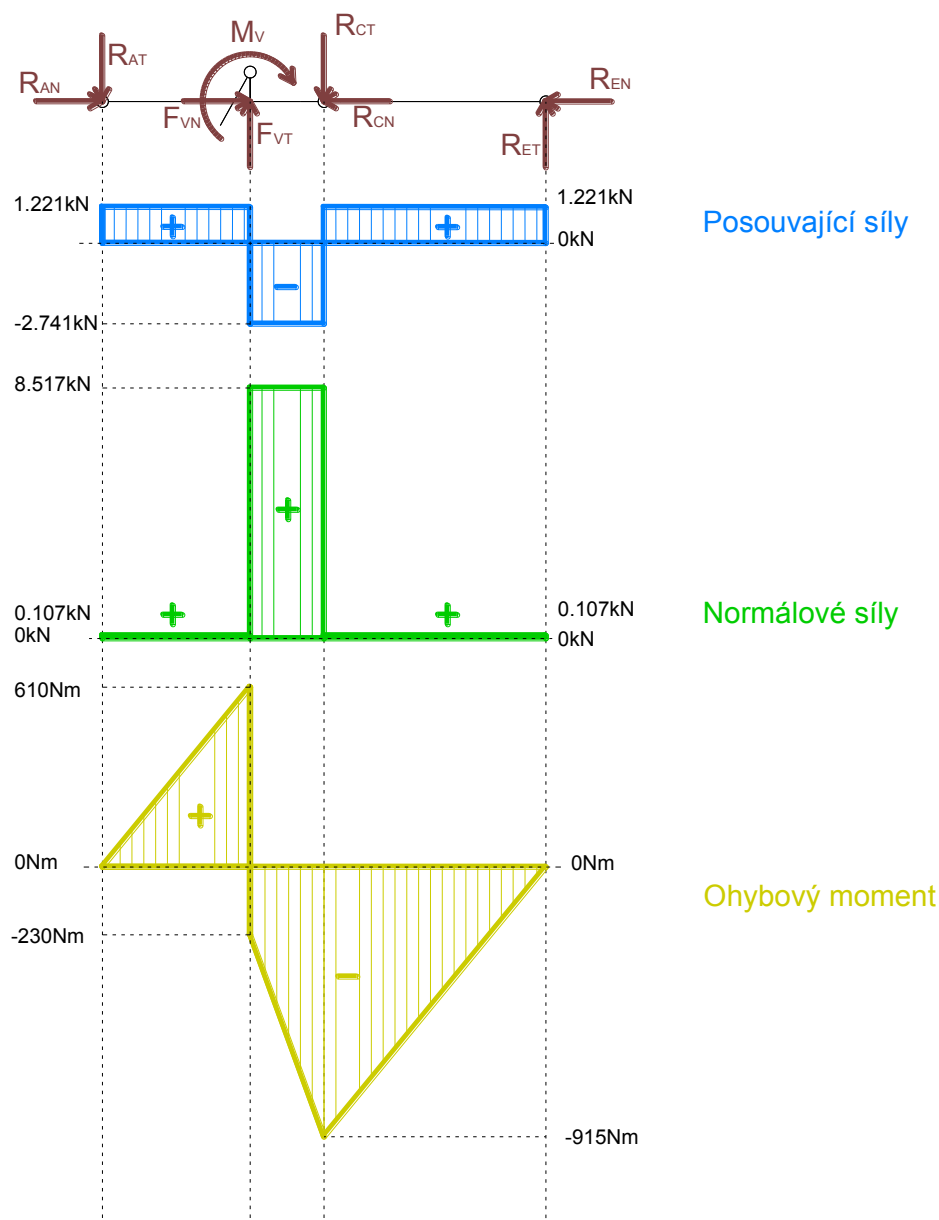 RCT
MV
RAT
RAN
REN
FVN
RCN
FVT
RET
1.221kN
1.221kN
+
+
Posouvající síly
0kN
−
-2.741kN
8.517kN
+
0.107kN
+
+
0.107kN
Normálové síly
0kN
0kN
610Nm
+
0Nm
0Nm
Ohybový moment
-230Nm
−
-915Nm